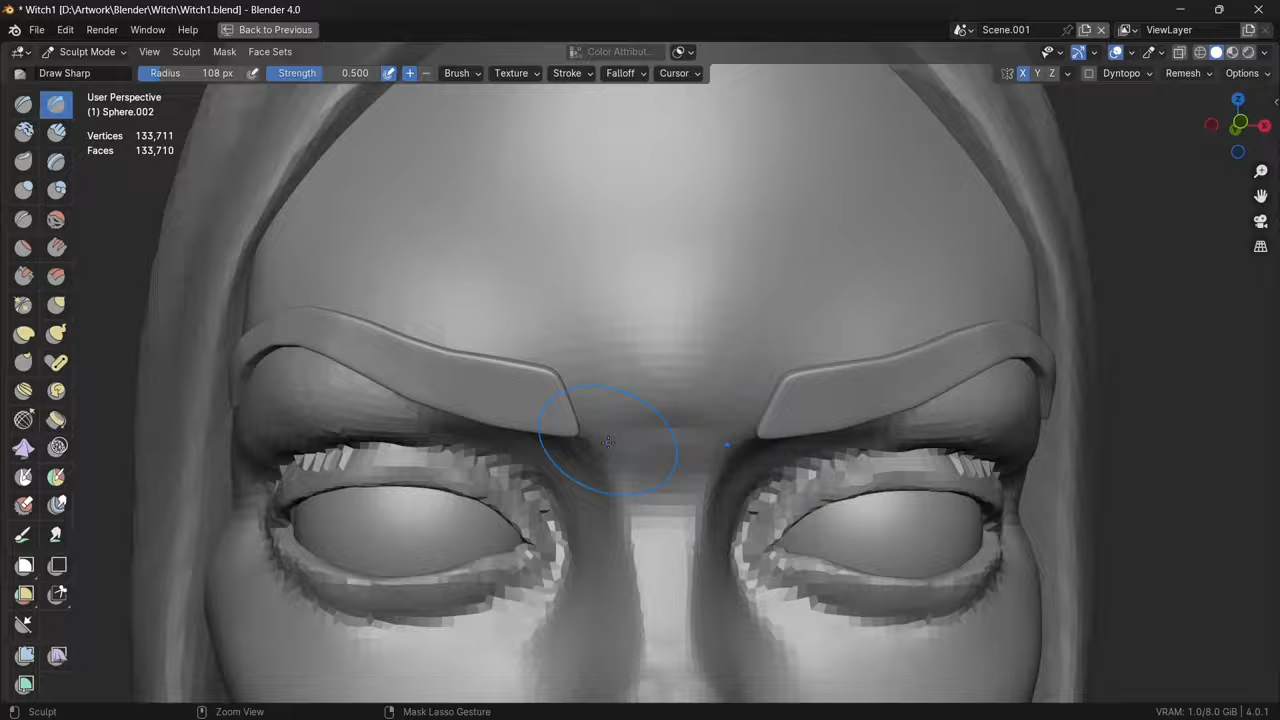 * Witch1 [D:\Artwork\Blender\Witch\Witch1.blend] - Blender 4.0
File Edit Render Window Help Back to Previous Scene.001 ViewLayer
Sculpt Mode View Sculpt Mask Face Sets Color Attribut...
Draw Sharp Radius 108 px Strength 0.500 Brush Texture Stroke Falloff Cursor X Y Z Dyntopo Remesh Options
User Perspective
(1) Sphere.002
Vertices 133,711
Faces 133,710
Z
X
Y
Sculpt Zoom View Mask Lasso Gesture VRAM: 1.0/8.0 GiB | 4.0.1